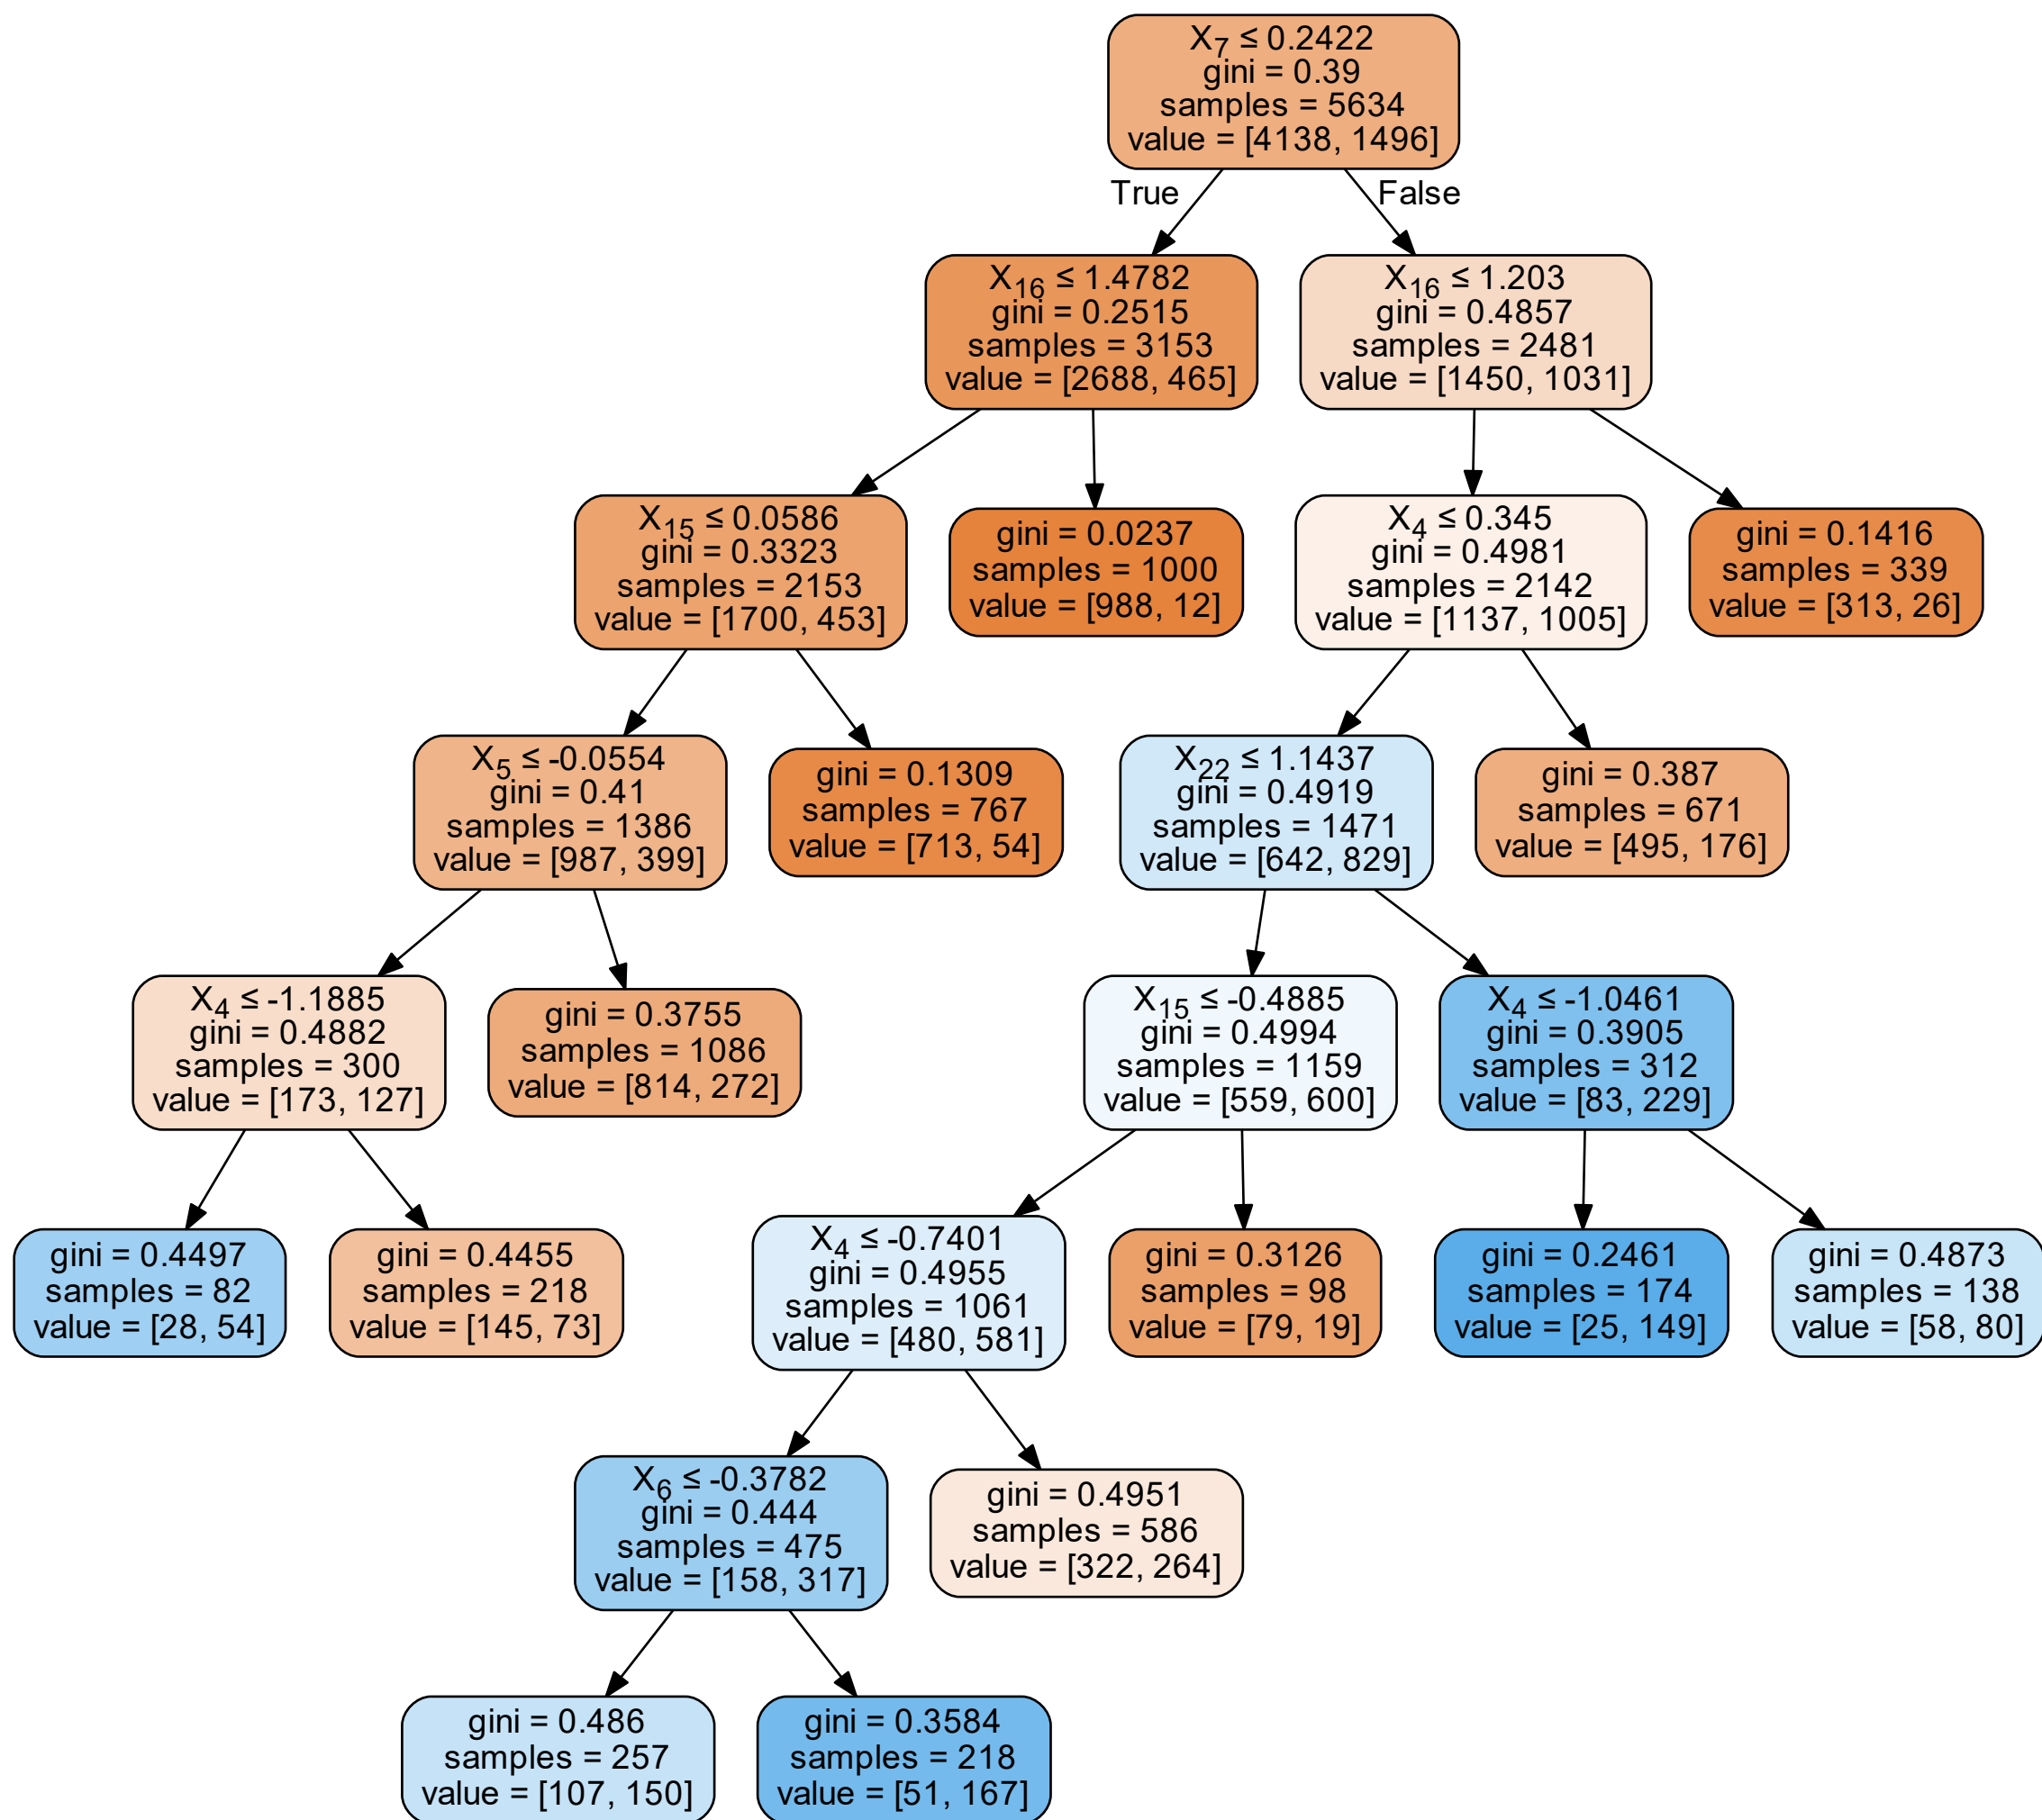 X7 ≤ 0.2422
gini = 0.39
samples = 5634
value = [4138, 1496]
True
False
X16 ≤ 1.4782
gini = 0.2515
samples = 3153
value = [2688, 465]
X16 ≤ 1.203
gini = 0.4857
samples = 2481
value = [1450, 1031]
X15 ≤ 0.0586
gini = 0.3323
samples = 2153
value = [1700, 453]
gini = 0.0237
samples = 1000
value = [988, 12]
X4 ≤ 0.345
gini = 0.4981
samples = 2142
value = [1137, 1005]
gini = 0.1416
samples = 339
value = [313, 26]
X5 ≤ -0.0554
gini = 0.41
samples = 1386
value = [987, 399]
gini = 0.1309
samples = 767
value = [713, 54]
X22 ≤ 1.1437
gini = 0.4919
samples = 1471
value = [642, 829]
gini = 0.387
samples = 671
value = [495, 176]
X4 ≤ -1.1885
gini = 0.4882
samples = 300
value = [173, 127]
gini = 0.3755
samples = 1086
value = [814, 272]
X15 ≤ -0.4885
gini = 0.4994
samples = 1159
value = [559, 600]
X4 ≤ -1.0461
gini = 0.3905
samples = 312
value = [83, 229]
gini = 0.4497
samples = 82
value = [28, 54]
gini = 0.4455
samples = 218
value = [145, 73]
X4 ≤ -0.7401
gini = 0.4955
samples = 1061
value = [480, 581]
gini = 0.3126
samples = 98
value = [79, 19]
gini = 0.2461
samples = 174
value = [25, 149]
gini = 0.4873
samples = 138
value = [58, 80]
X6 ≤ -0.3782
gini = 0.444
samples = 475
value = [158, 317]
gini = 0.4951
samples = 586
value = [322, 264]
gini = 0.486
samples = 257
value = [107, 150]
gini = 0.3584
samples = 218
value = [51, 167]